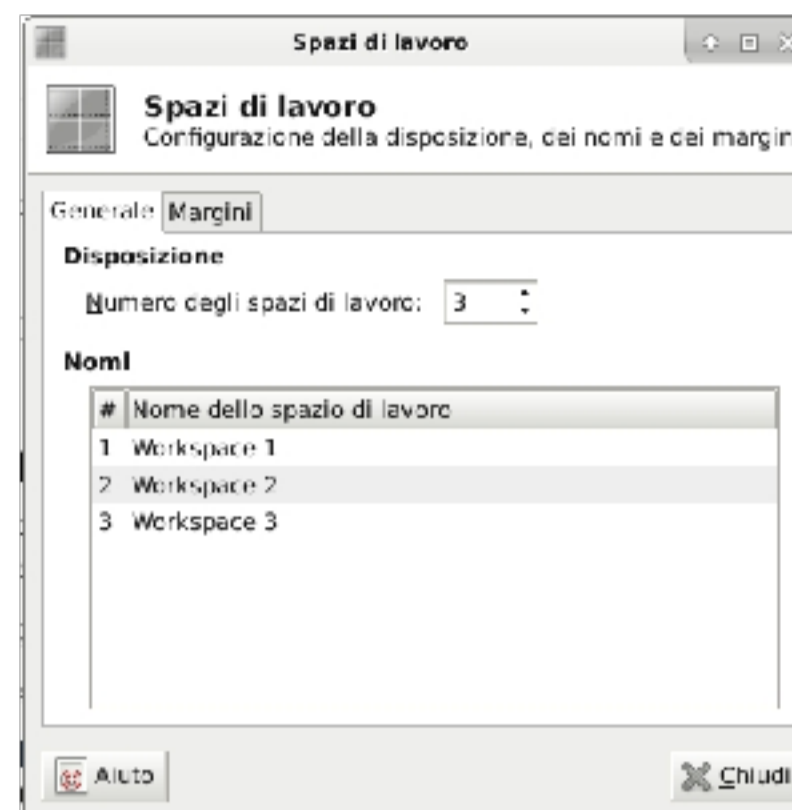 Spazi di lavoro
Spazi di lavoro
Configurazione della disposizione, dei nomi e dei margin
Generale Margini
Disposizione
Numero degli spazi di lavoro: 3
Nomi
# Nome dello spazio di lavoro
1 Workspace 1
2 Workspace 2
3 Workspace 3
Aiuto Chiudi